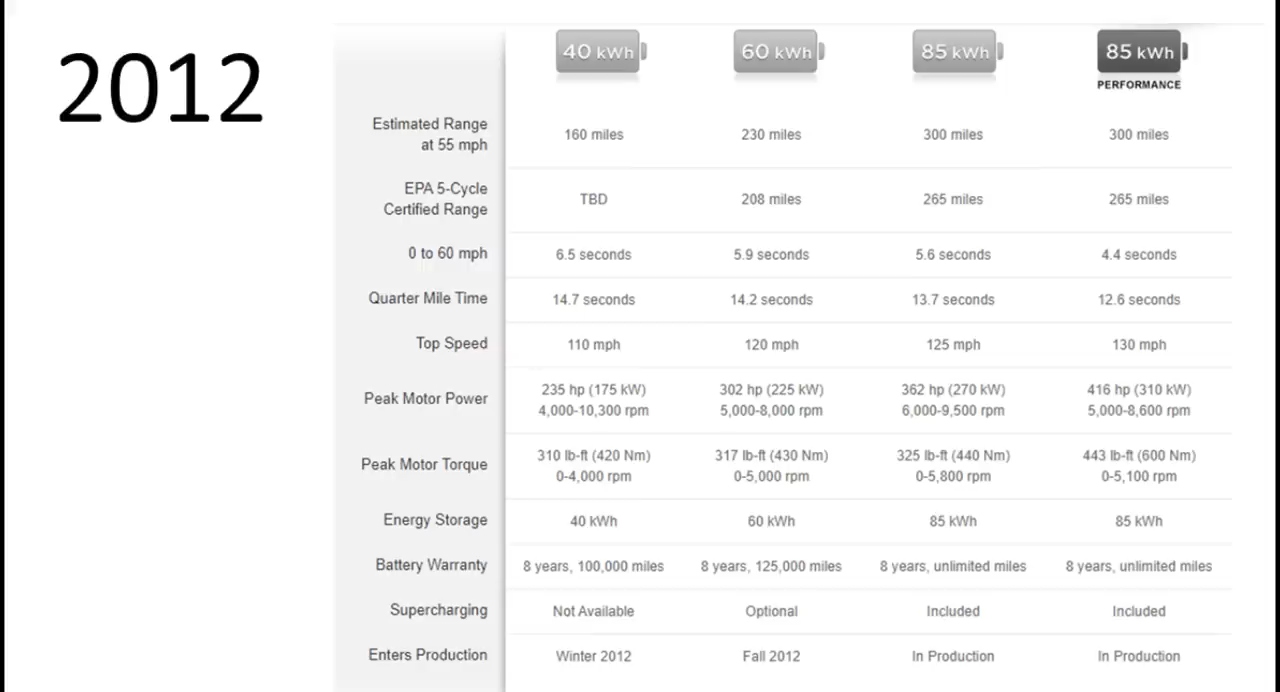 2012
40 kWh 60 kWh 85 kWh 85 kWh
PERFORMANCE
Estimated Range
at 55 mph
160 miles 230 miles 300 miles 300 miles
EPA 5-Cycle
Certified Range
TBD 208 miles 265 miles 265 miles
0 to 60 mph 6.5 seconds 5.9 seconds 5.6 seconds 4.4 seconds
Quarter Mile Time 14.7 seconds 14.2 seconds 13.7 seconds 12.6 seconds
Top Speed 110 mph 120 mph 125 mph 130 mph
Peak Motor Power
235 hp (175 kW) 302 hp (225 kW) 362 hp (270 kW) 416 hp (310 kW)
4,000-10,300 rpm 5,000-8,000 rpm 6,000-9,500 rpm 5,000-8,600 rpm
Peak Motor Torque
310 lb-ft (420 Nm) 317 lb-ft (430 Nm) 325 lb-ft (440 Nm) 443 lb-ft (600 Nm)
0-4,000 rpm 0-5,000 rpm 0-5,800 rpm 0-5,100 rpm
Energy Storage 40 kWh 60 kWh 85 kWh 85 kWh
Battery Warranty 8 years, 100,000 miles 8 years, 125,000 miles 8 years, unlimited miles 8 years, unlimited miles
Supercharging Not Available Optional Included Included
Enters Production Winter 2012 Fall 2012 In Production In Production